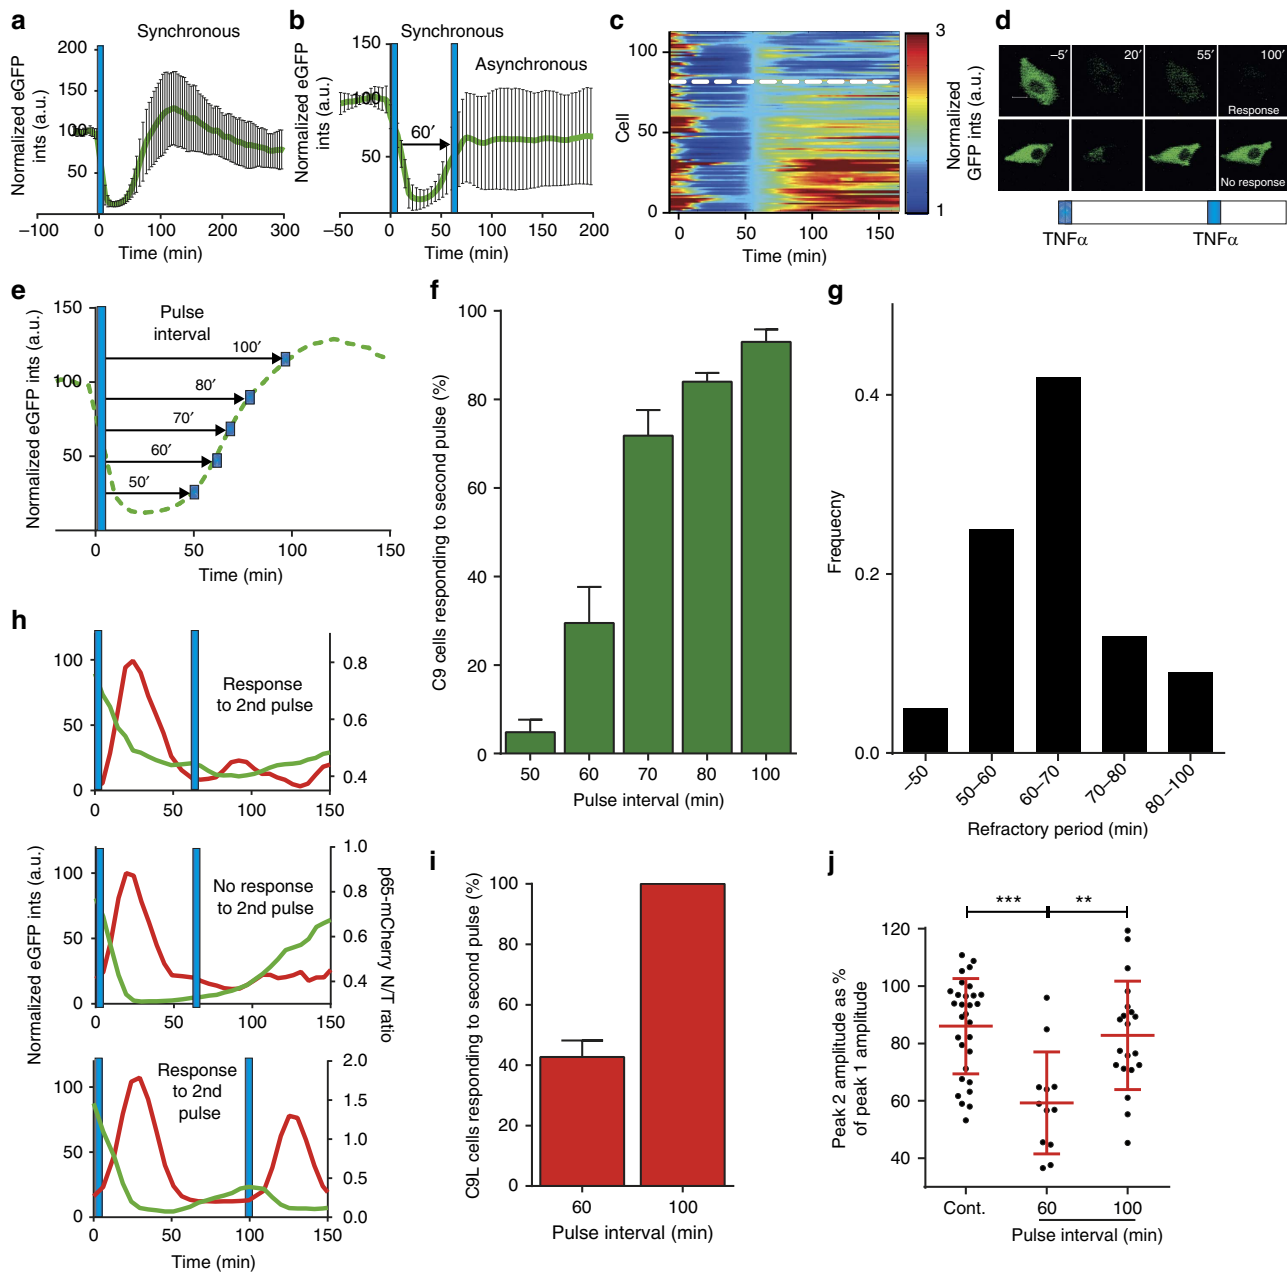 a
Synchronous
Normalized eGFP
ints (a.u.)
200
150
100
50
–100
0
100
200
300
Time (min)
b
Synchronous
Asynchronous
Normalized eGFP
ints (a.u.)
150
100
50
60′
–50
0
50
100
150
200
Time (min)
c
Cell
100
50
0
0
50
100
150
Time (min)
3
1
Normalized
GFP ints (a.u.)
d
–5′
20′
55′
100′
Response
No response
TNFα
TNFα
e
Pulse
interval
Normalized eGFP ints (a.u.)
150
100
50
100′
80′
70′
60′
50′
0
50
100
150
Time (min)
f
C9 cells responding to second pulse (%)
100
80
60
40
20
0
50
60
70
80
100
Pulse interval (min)
g
Frequecny
0.4
0.2
0.0
–50
50–60
60–70
70–80
80–100
Refractory period (min)
h
Normalized eGFP ints (a.u.)
p65-mCherry N/T ratio
100
50
0
0.8
0.6
0.4
Response
to 2nd pulse
0
50
100
150
100
50
0
1.0
0.8
0.6
0.4
No response
to 2nd pulse
0
50
100
150
100
50
0
2.0
1.5
1.0
0.5
0.0
Response
to 2nd
pulse
0
50
100
150
Time (min)
i
C9L cells responding to second pulse (%)
100
80
60
40
20
0
60
100
Pulse interval (min)
j
Peak 2 amplitude as %
of peak 1 amplitude
***
**
120
100
80
60
40
Cont.
60
100
Pulse interval (min)